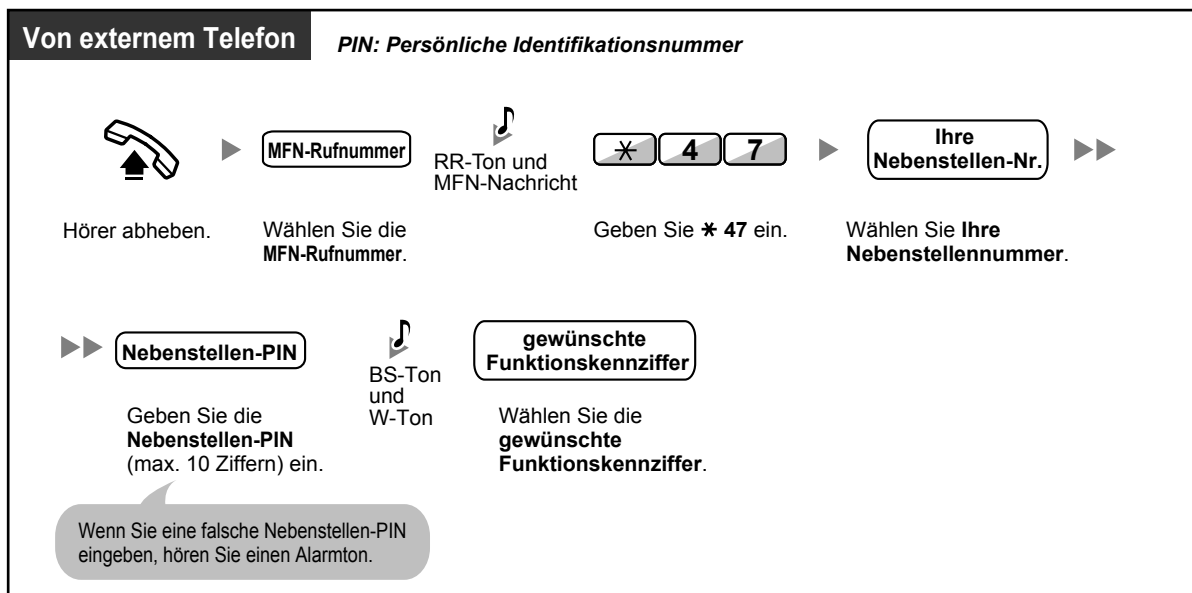 Von externem Telefon
PIN: Persönliche Identifikationsnummer
MFN-Rufnummer
RR-Ton und
MFN-Nachricht
* 4 7
Ihre
Nebenstellen-Nr.
Hörer abheben.
Wählen Sie die
MFN-Rufnummer.
Geben Sie * 47 ein.
Wählen Sie Ihre
Nebenstellennummer.
Nebenstellen-PIN
BS-Ton
und
W-Ton
gewünschte
Funktionskennziffer
Geben Sie die
Nebenstellen-PIN
(max. 10 Ziffern) ein.
Wählen Sie die
gewünschte
Funktionskennziffer.
Wenn Sie eine falsche Nebenstellen-PIN
eingeben, hören Sie einen Alarmton.